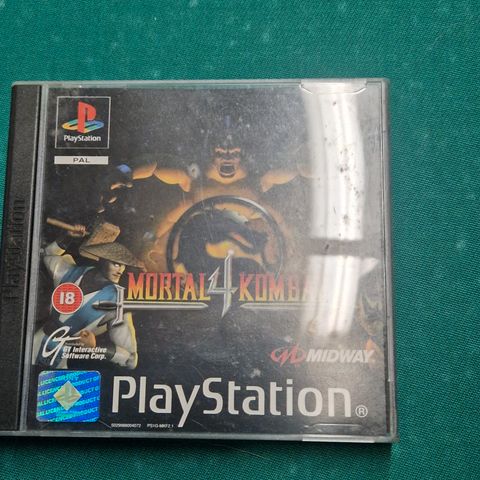 PlayStation
PAL
PlayStation
MORTAL 4 KOMBA
18
GT Interactive
Software Corp.
MIDWAY
PlayStation®